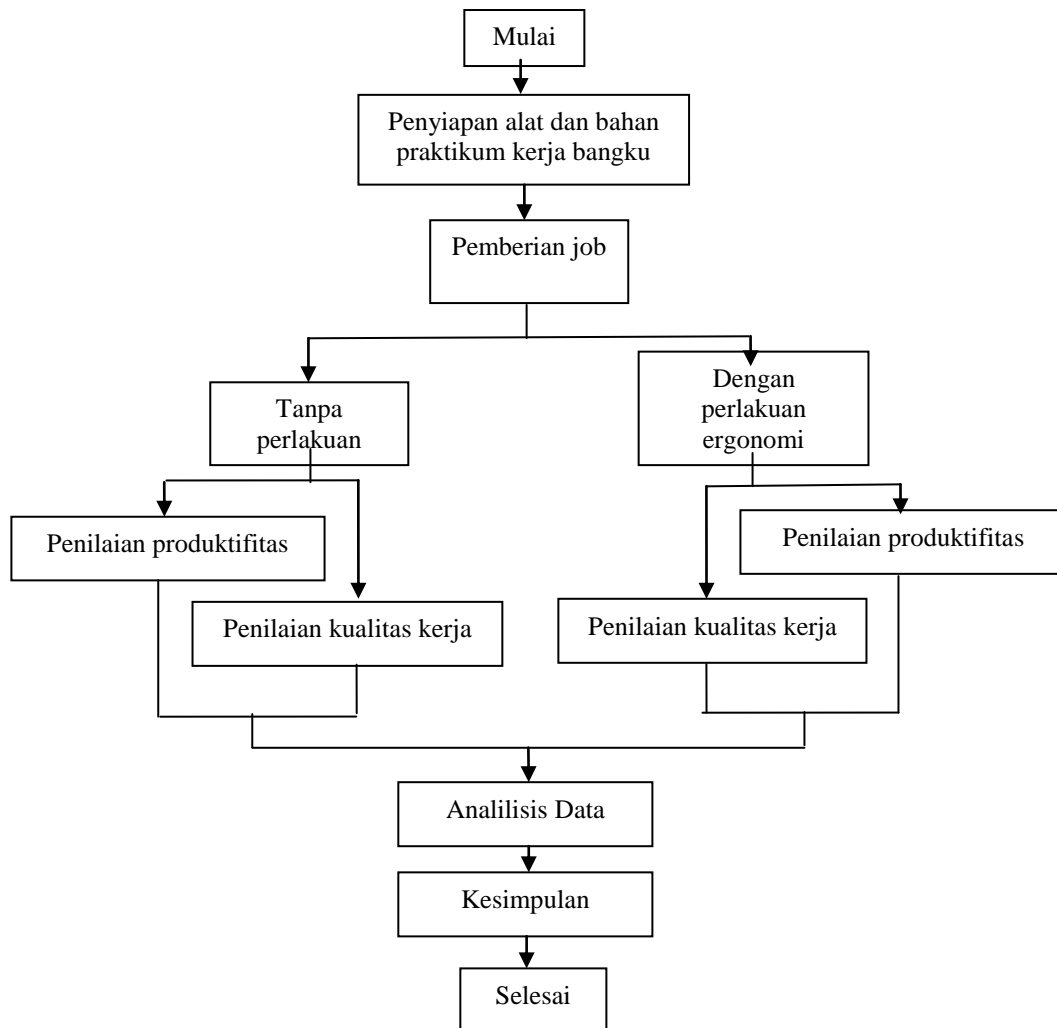 Mulai
Penyiapan alat dan bahan
praktikum kerja bangku
Pemberian job
Tanpa
perlakuan
Dengan
perlakuan
ergonomi
Penilaian produktifitas
Penilaian kualitas kerja
Penilaian kualitas kerja
Penilaian produktifitas
Analilisis Data
Kesimpulan
Selesai